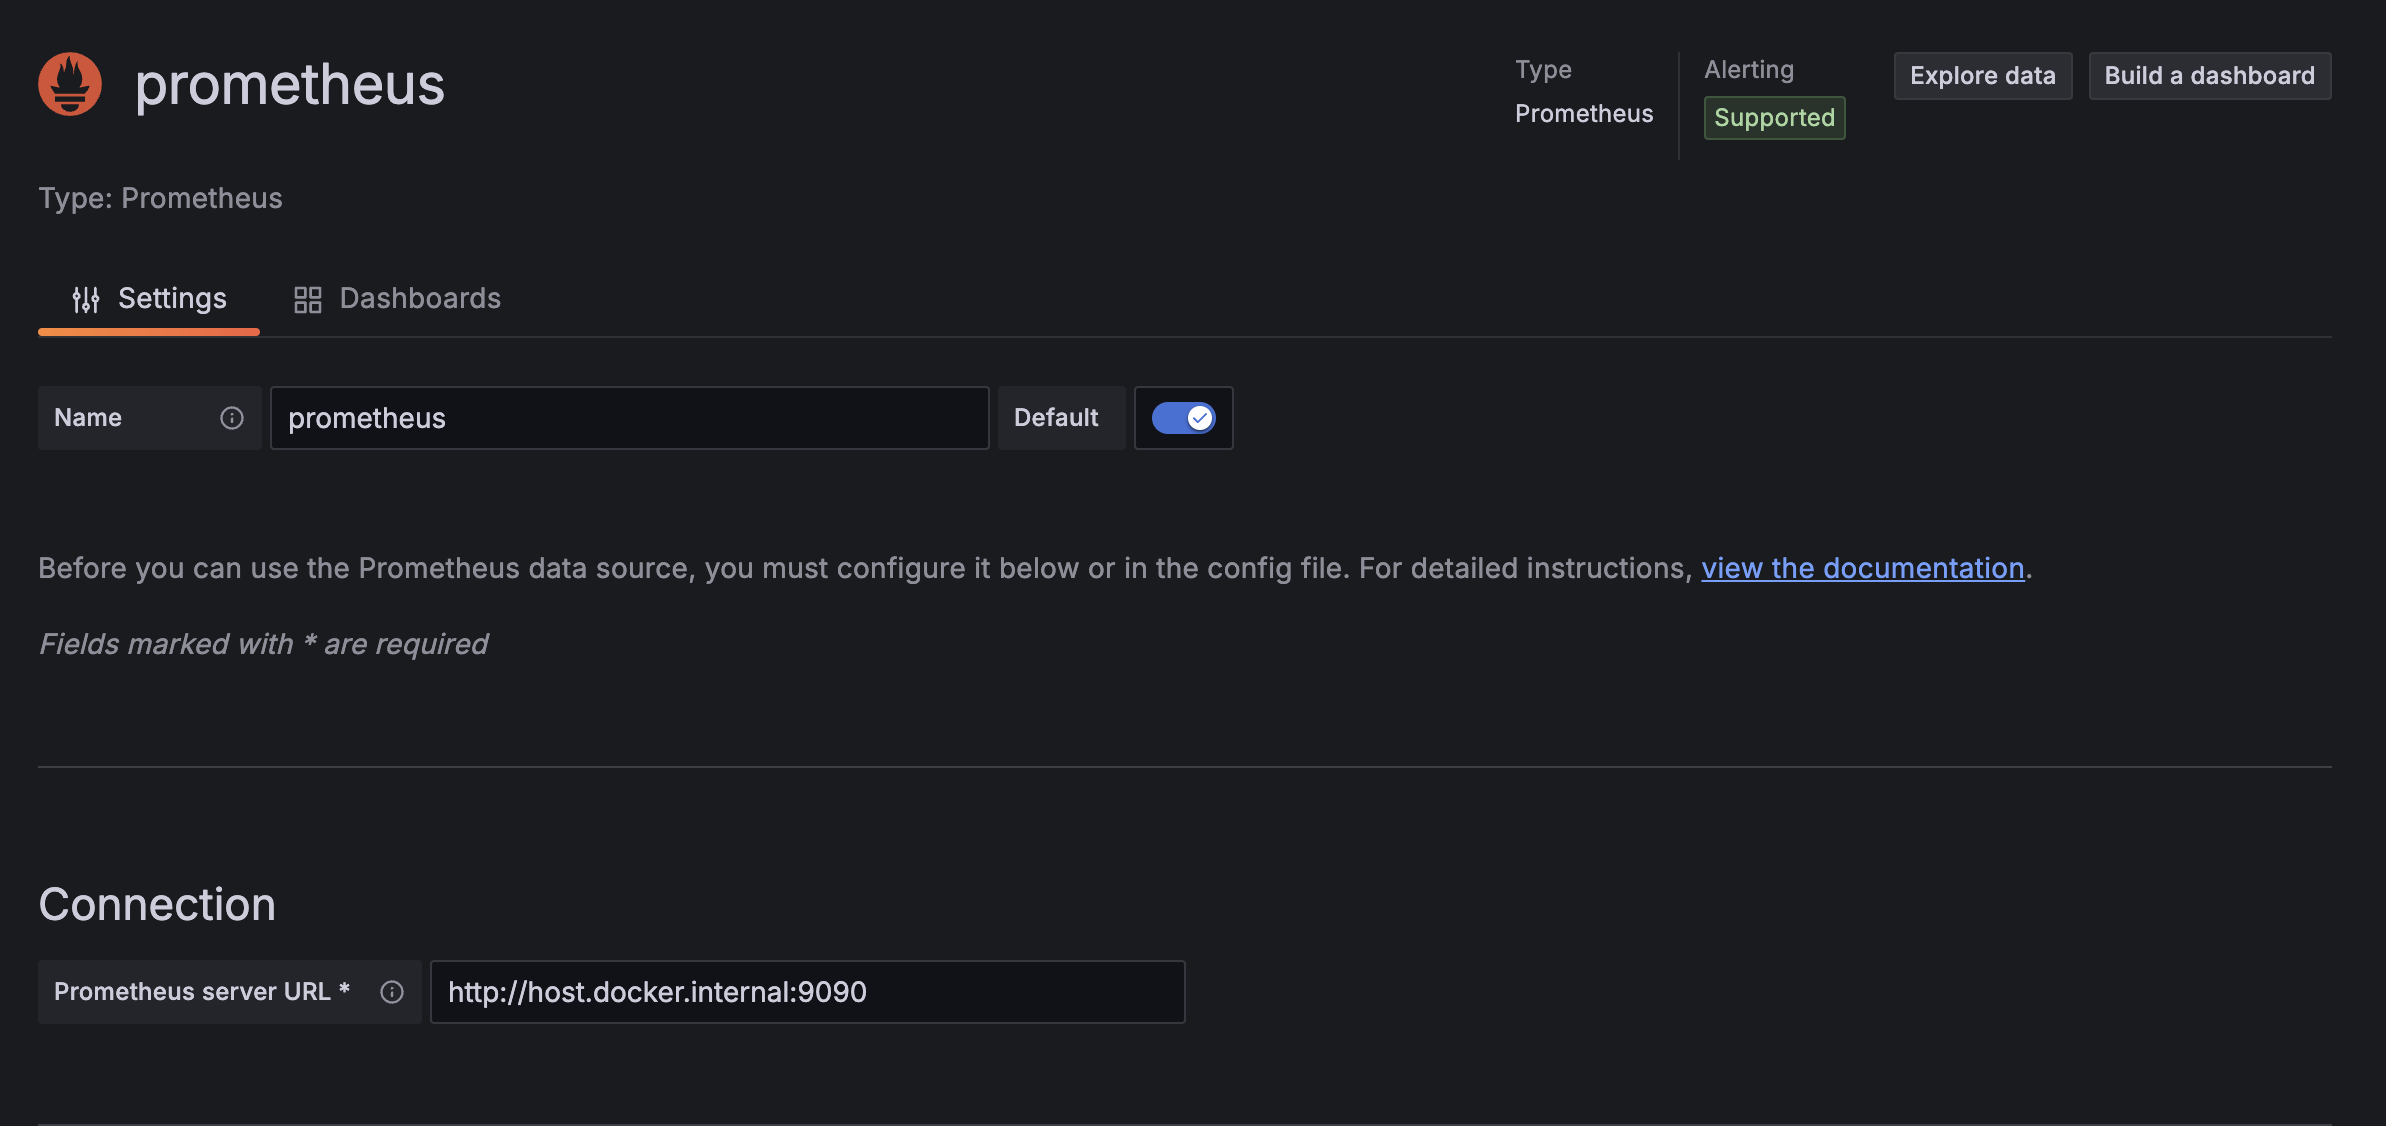 prometheus
Type
Prometheus
Alerting
Supported
Explore data
Build a dashboard
Type: Prometheus
Settings
Dashboards
Name
prometheus
Default
Before you can use the Prometheus data source, you must configure it below or in the config file. For detailed instructions, view the documentation.
Fields marked with * are required
Connection
Prometheus server URL *
http://host.docker.internal:9090